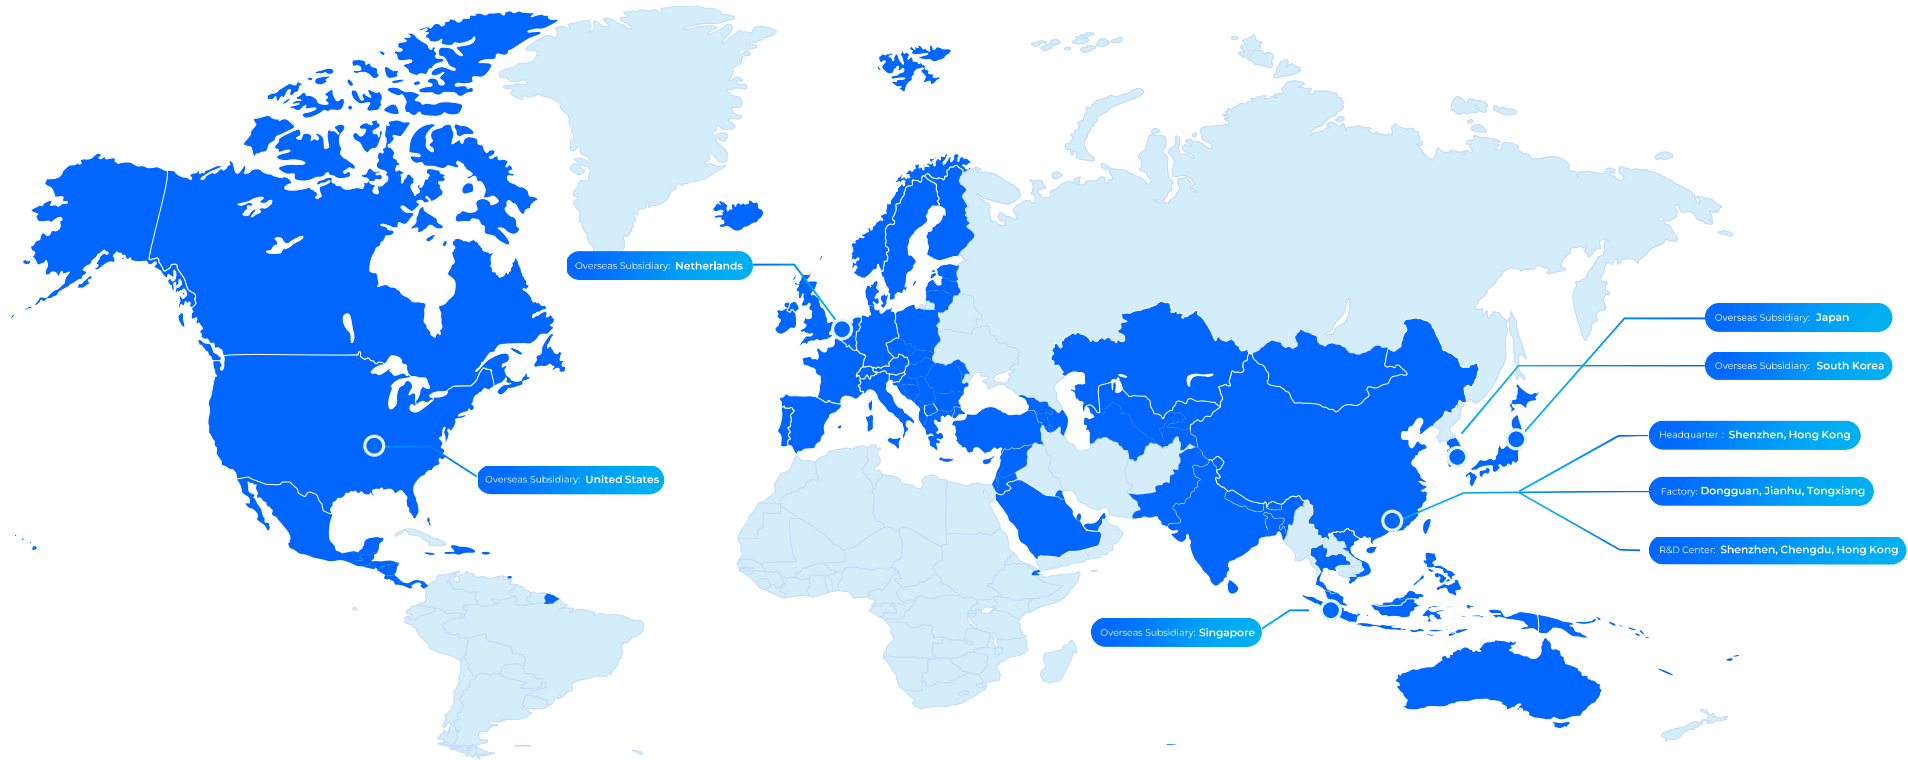 Overseas Subsidiary: Netherlands
Overseas Subsidiary: Japan
Overseas Subsidiary: South Korea
Headquarter : Shenzhen, Hong Kong
Overseas Subsidiary: United States
Factory: Dongguan, Jianhu, Tongxiang
R&D Center: Shenzhen, Chengdu, Hong Kong
Overseas Subsidiary: Singapore